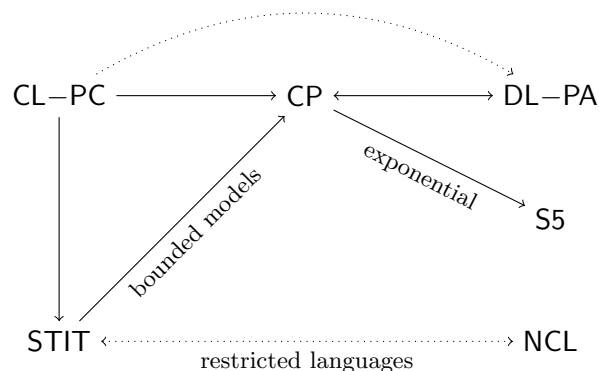 CL−PC
CP
DL−PA
exponential
S5
bounded models
STIT
NCL
restricted languages